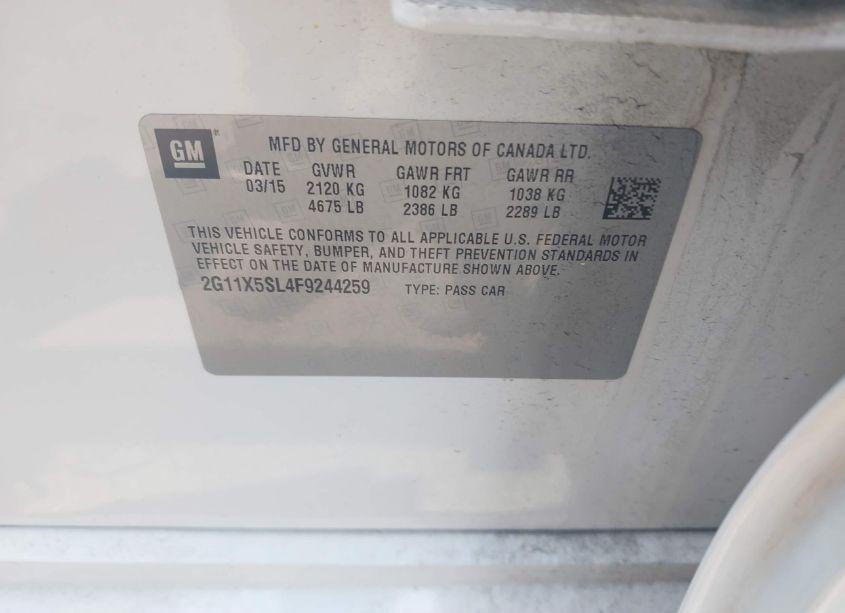 GM
MFD BY GENERAL MOTORS OF CANADA LTD.
DATE GVWR GAWR FRT GAWR RR
03/15 2120 KG 1082 KG 1038 KG
4675 LB 2386 LB 2289 LB
THIS VEHICLE CONFORMS TO ALL APPLICABLE U.S. FEDERAL MOTOR
VEHICLE SAFETY, BUMPER, AND THEFT PREVENTION STANDARDS IN
EFFECT ON THE DATE OF MANUFACTURE SHOWN ABOVE.
2G11X5SL4F9244259 TYPE: PASS CAR